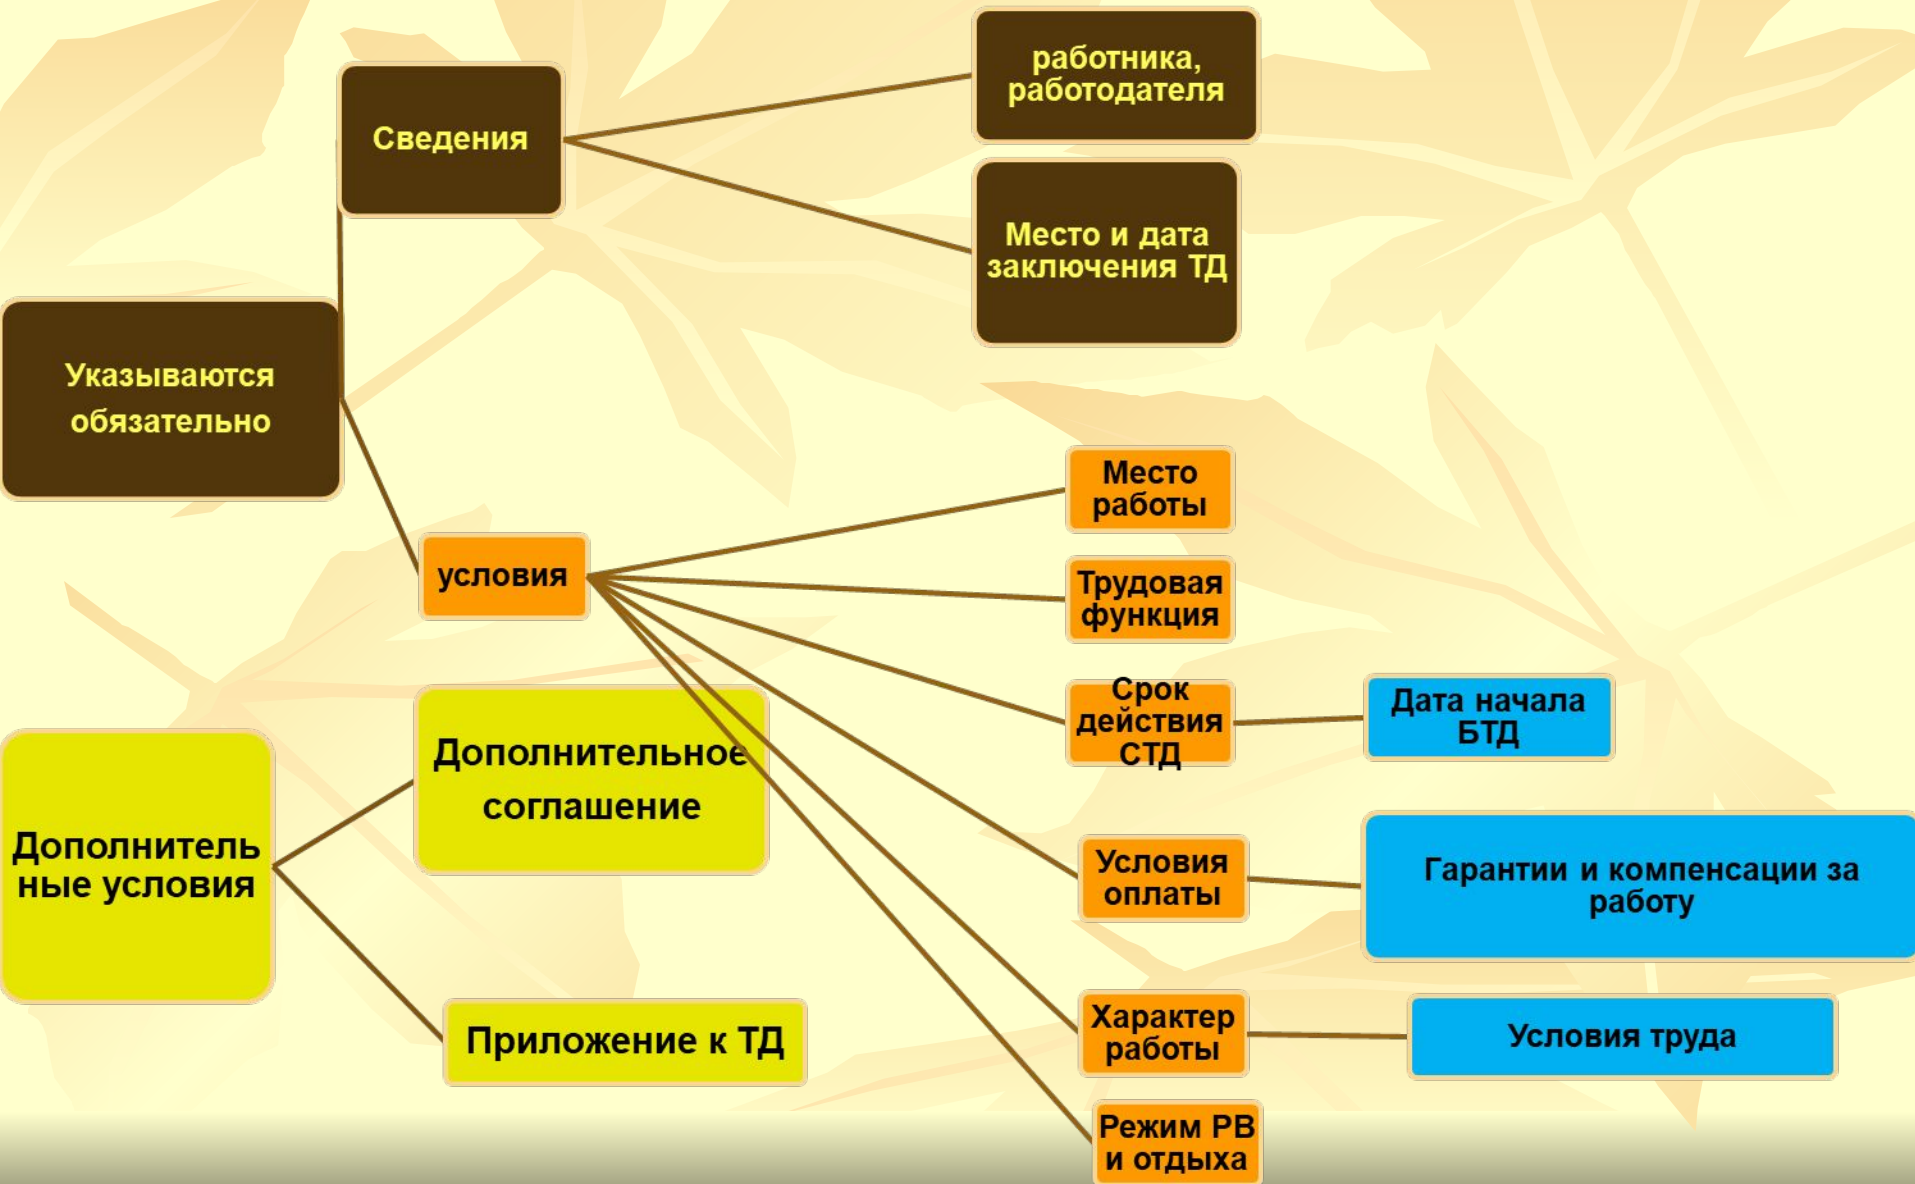 Сведения
работника,
работодателя
Место и дата
заключения ТД
Указываются
обязательно
условия
Место
работы
Трудовая
функция
Срок
действия
СТД
Дата начала
БТД
Условия
оплаты
Гарантии и компенсации за
работу
Характер
работы
Условия труда
Режим РВ
и отдыха
Дополнитель
ные условия
Дополнительное
соглашение
Приложение к ТД